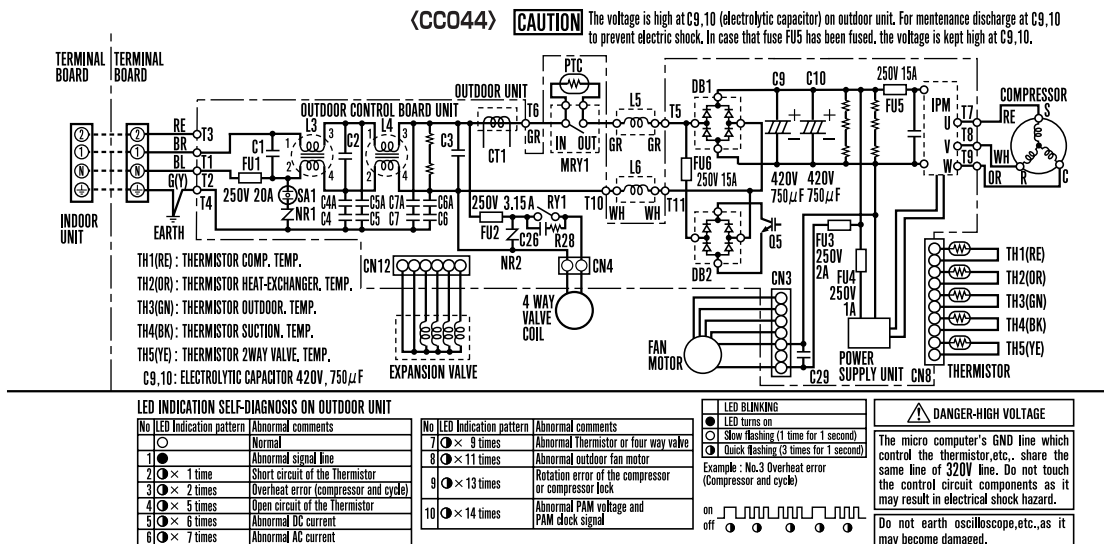 〈CC044〉
CAUTION The voltage is high at C9,10 (electrolytic capacitor) on outdoor unit. For mentenance discharge at C9,10
to prevent electric shock. In case that fuse FU5 has been fused, the voltage is kept high at C9,10.
TERMINAL BOARD
TERMINAL BOARD
OUTDOOR UNIT
OUTDOOR CONTROL BOARD UNIT
INDOOR UNIT
2
1
N
2
1
N
RE
BR
BL
G(Y)
T3
T1
T2
T4
EARTH
C1
FU1
250V 20A
SA1
NR1
L3
1
2
3
4
C2
L4
1
2
3
4
C3
C4A
C4
C5A
C5
C7A
C7
C6A
C6
CT1
T6
GR
PTC
IN OUT
MRY1
L5
GR
GR
T5
L6
WH
WH
T10
T11
250V 3.15A
FU2
RY1
C26
R28
NR2
CN12
CN4
4 WAY
VALVE
COIL
EXPANSION VALVE
DB1
FU6
250V 15A
DB2
Q5
C9
C10
420V
750μF
420V
750μF
250V 15A
FU5
IPM
U
V
W
T7
T8
T9
RE
WH
OR
COMPRESSOR
S
R
C
FU3
250V
2A
FU4
250V
1A
CN3
FAN
MOTOR
C29
POWER
SUPPLY UNIT
CN8
TH1(RE)
TH2(OR)
TH3(GN)
TH4(BK)
TH5(YE)
THERMISTOR
TH1(RE) : THERMISTOR COMP. TEMP.
TH2(OR) : THERMISTOR HEAT-EXCHANGER. TEMP.
TH3(GN) : THERMISTOR OUTDOOR. TEMP.
TH4(BK) : THERMISTOR SUCTION. TEMP.
TH5(YE) : THERMISTOR 2WAY VALVE. TEMP.
C9,10 : ELECTROLYTIC CAPACITOR 420V, 750μF
LED INDICATION SELF-DIAGNOSIS ON OUTDOOR UNIT
No LED Indication pattern Abnormal comments
○ Normal
1 ● Abnormal signal line
2 ◑× 1 time Short circuit of the Thermistor
3 ◑× 2 times Overheat error (compressor and cycle)
4 ◑× 5 times Open circuit of the Thermistor
5 ◑× 6 times Abnormal DC current
6 ◑× 7 times Abnormal AC current
No LED Indication pattern Abnormal comments
7 ◑× 9 times Abnormal Thermistor or four way valve
8 ◑× 11 times Abnormal outdoor fan motor
9 ◑× 13 times Rotation error of the compressor
or compressor lock
10 ◑× 14 times Abnormal PAM voltage and
PAM clock signal
LED BLINKING
● LED turns on
○ Slow flashing (1 time for 1 second)
◑ Quick flashing (3 times for 1 second)
Example : No.3 Overheat error
(Compressor and cycle)
on
off
⚠ DANGER-HIGH VOLTAGE
The micro computer's GND line which
control the thermistor,etc,. share the
same line of 320V line. Do not touch
the control circuit components as it
may result in electrical shock hazard.
Do not earth oscilloscope,etc.,as it
may become damaged.